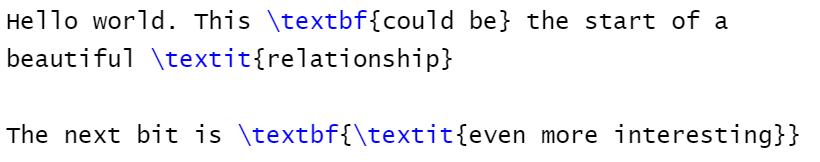 Hello world. This \textbf{could be} the start of a
beautiful \textit{relationship}
The next bit is \textbf{\textit{even more interesting}}